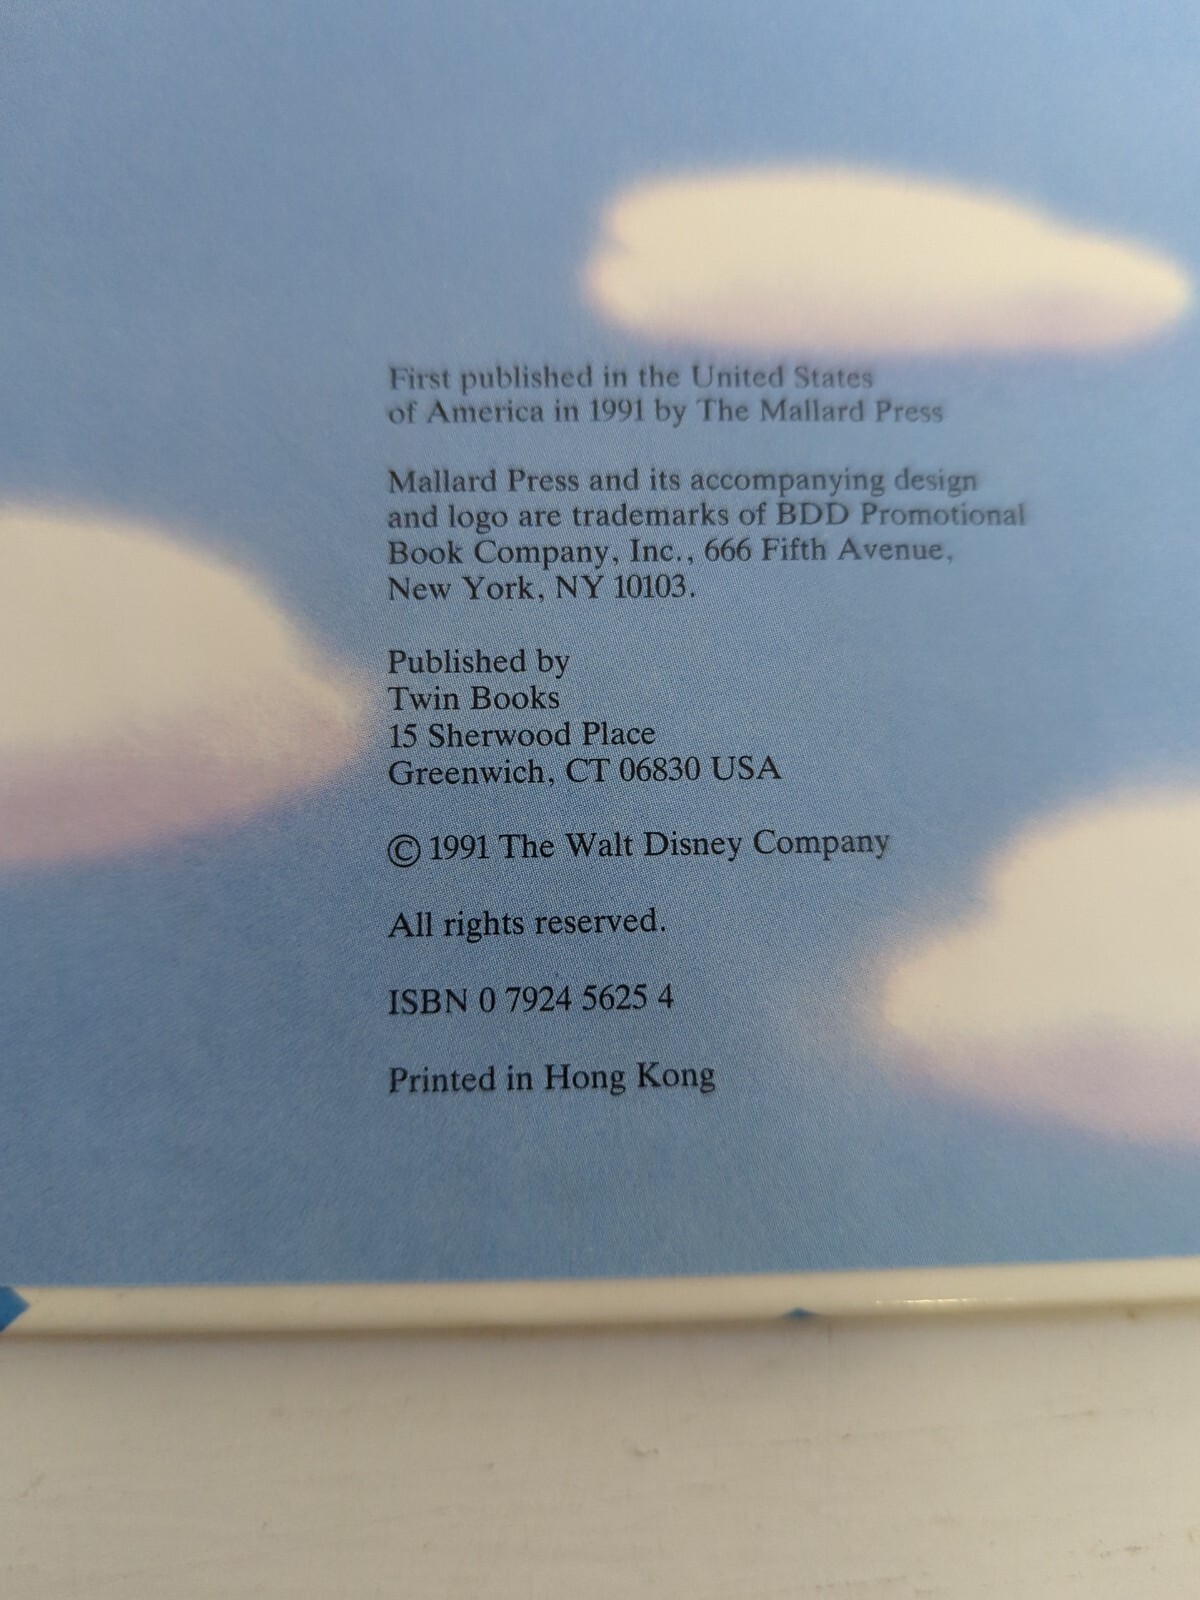 First published in the United States
of America in 1991 by The Mallard Press
Mallard Press and its accompanying design
and logo are trademarks of BDD Promotional
Book Company, Inc., 666 Fifth Avenue,
New York, NY 10103.
Published by
Twin Books
15 Sherwood Place
Greenwich, CT 06830 USA
© 1991 The Walt Disney Company
All rights reserved.
ISBN 0 7924 5625 4
Printed in Hong Kong